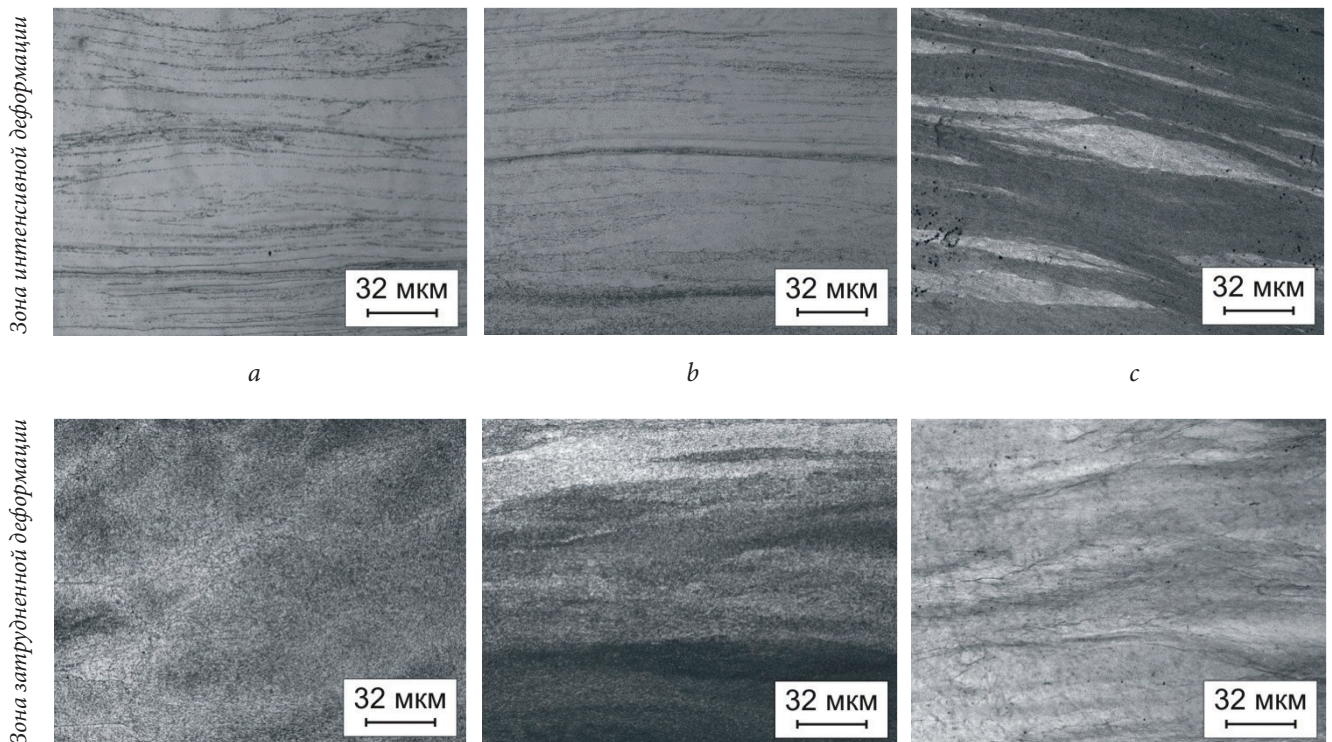 Зона интенсивной деформации
32 мкм
32 мкм
32 мкм
a
b
c
Зона затрудненной деформации
32 мкм
32 мкм
32 мкм